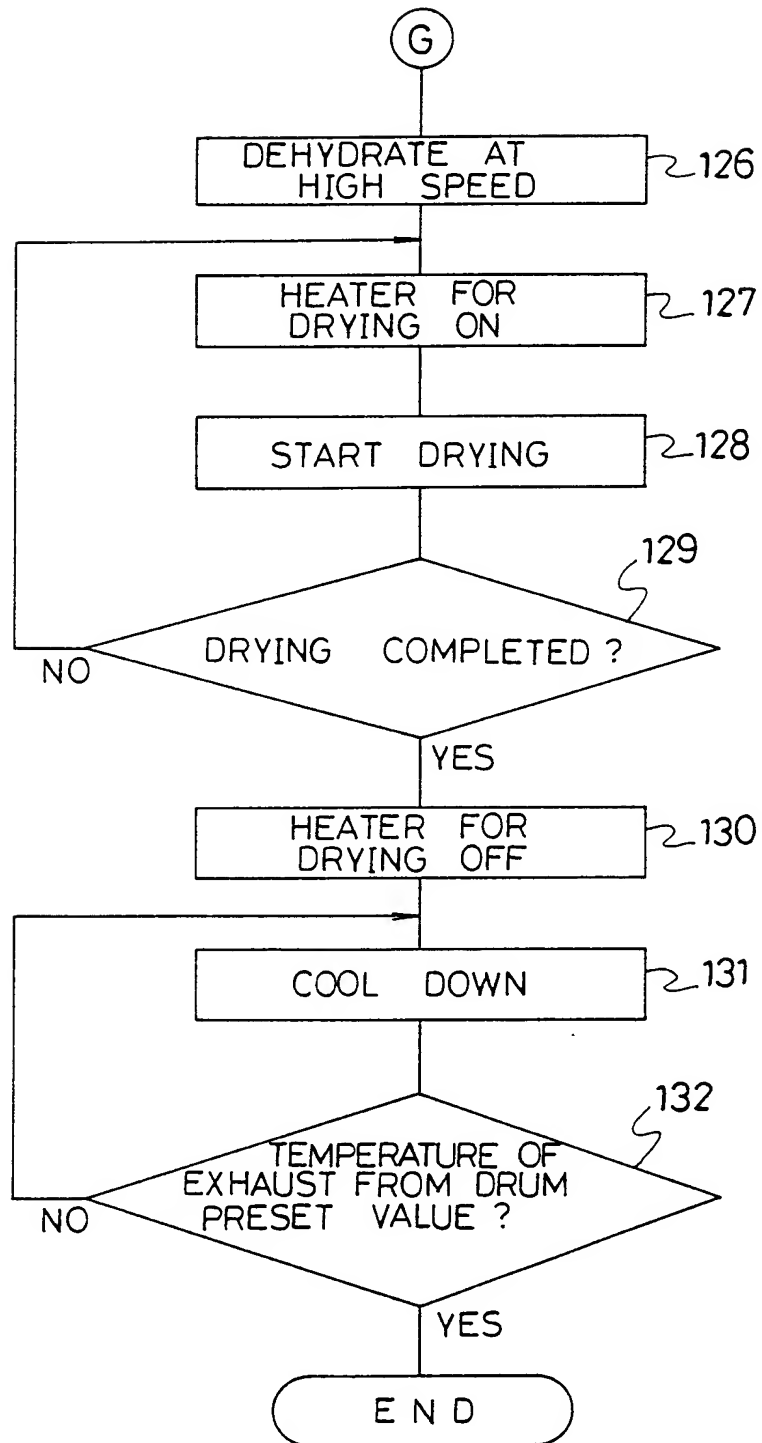 G
DEHYDRATE AT
HIGH SPEED
126
HEATER FOR
DRYING ON
127
START DRYING
128
129
DRYING COMPLETED ?
NO
YES
HEATER FOR
DRYING OFF
130
COOL DOWN
131
132
TEMPERATURE OF
EXHAUST FROM DRUM
PRESET VALUE ?
NO
YES
END